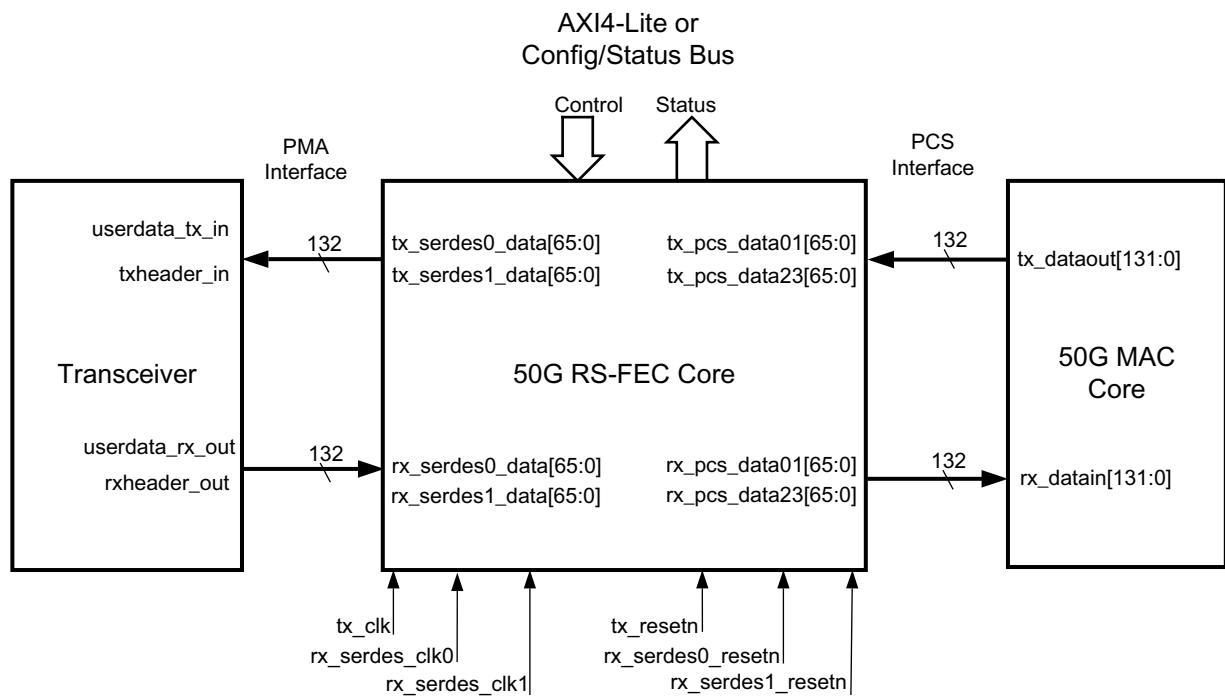 AXI4-Lite or
Config/Status Bus
Control
Status
PMA
Interface
PCS
Interface
userdata_tx_in
txheader_in
132
tx_serdes0_data[65:0]
tx_serdes1_data[65:0]
tx_pcs_data01[65:0]
tx_pcs_data23[65:0]
132
tx_dataout[131:0]
Transceiver
50G RS-FEC Core
50G MAC
Core
userdata_rx_out
rxheader_out
132
rx_serdes0_data[65:0]
rx_serdes1_data[65:0]
rx_pcs_data01[65:0]
rx_pcs_data23[65:0]
132
rx_datain[131:0]
tx_clk
rx_serdes_clk0
rx_serdes_clk1
tx_resetn
rx_serdes0_resetn
rx_serdes1_resetn